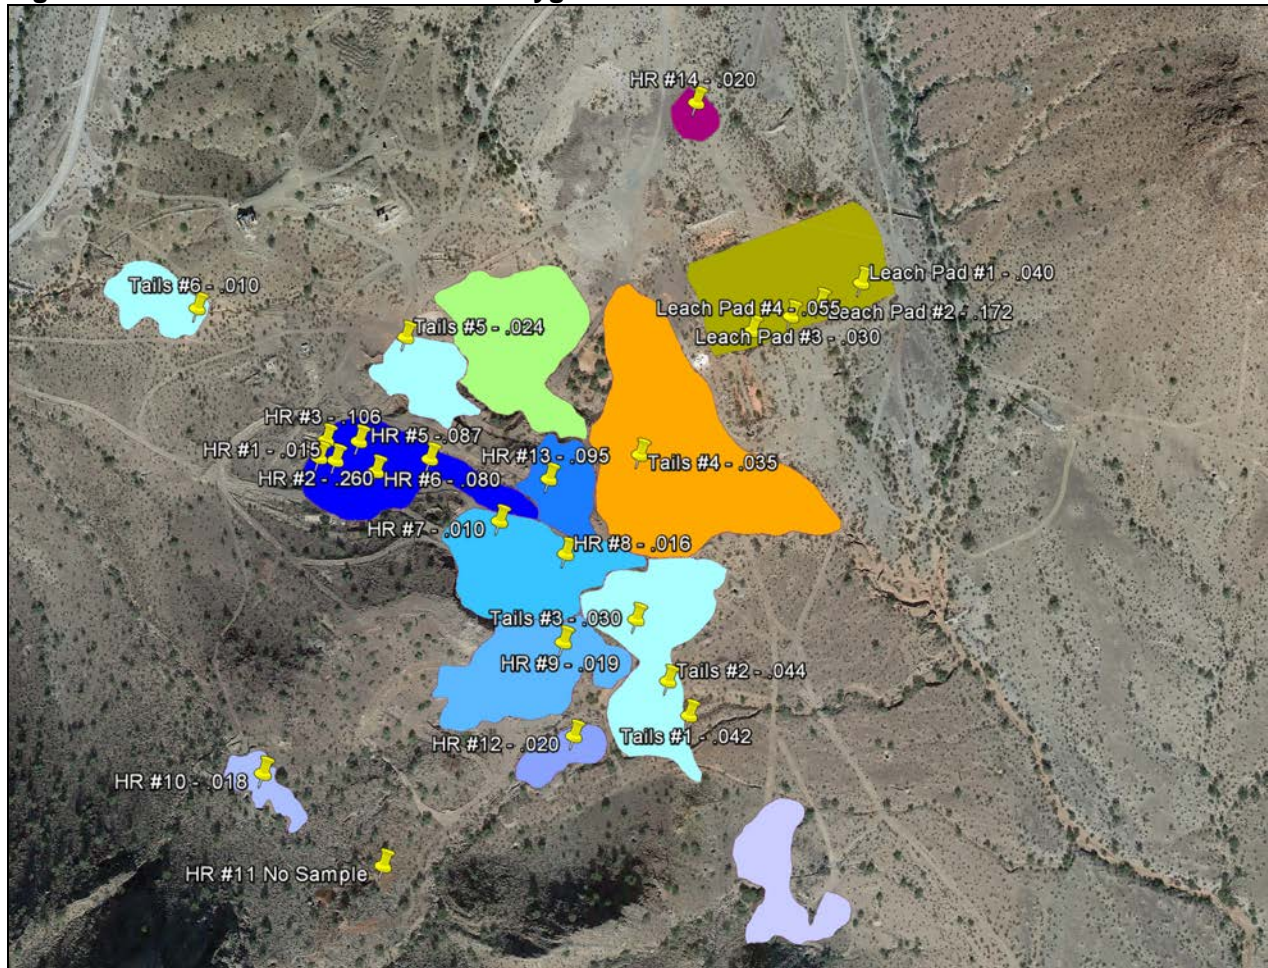 HR #14 - .020
Leach Pad #1 - .040
Tails #6 - .010
Leach Pad #4 - .055
Leach Pad #2 - .172
Tails #5 - .024
Leach Pad #3 - .030
HR #3 - .106
HR #5 - .087
HR #1 - .015
HR #13 - .095
Tails #4 - .035
HR #2 - .260
HR #6 - .080
HR #7 - .010
HR #8 - .016
Tails #3 - .030
HR #9 - .019
Tails #2 - .044
Tails #1 - .042
HR #12 - .020
HR #10 - .018
HR #11 No Sample